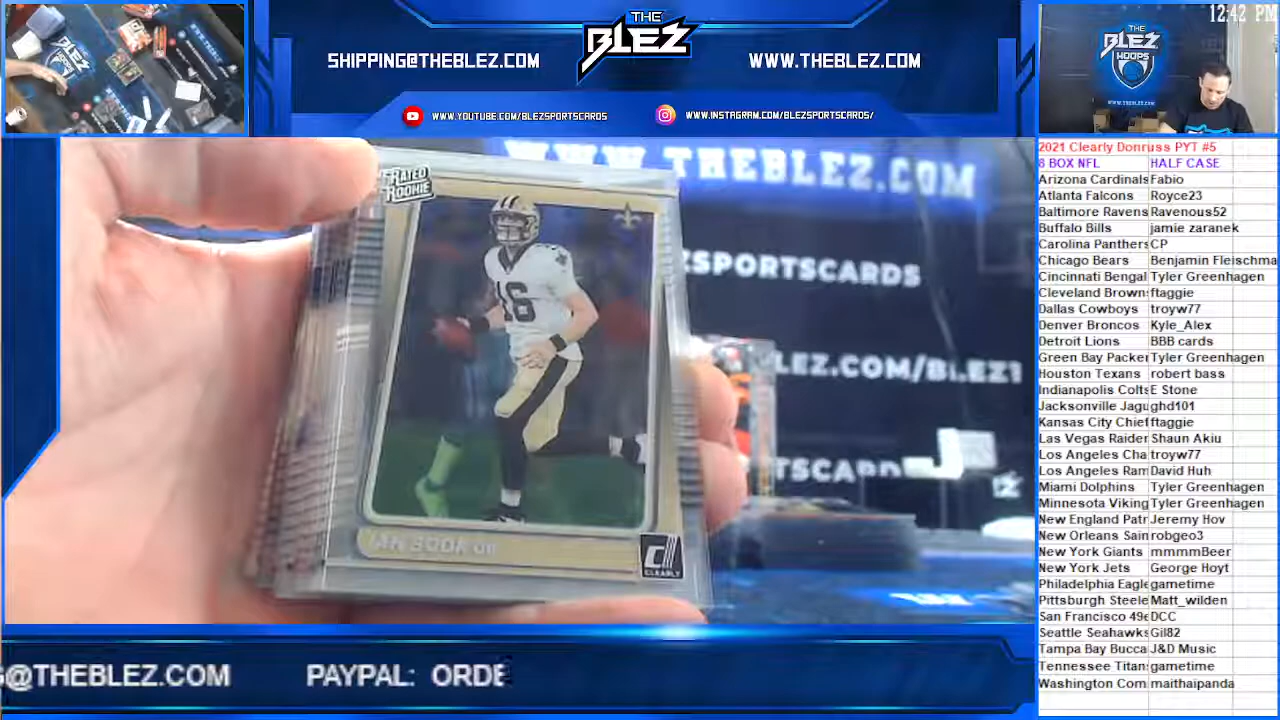 12:42 PM
THE
BLEZ
SHIPPING@THEBLEZ.COM
WWW.THEBLEZ.COM
WWW.YOUTUBE.COM/BLEZSPORTSCARDS
WWW.INSTAGRAM.COM/BLEZSPORTSCARDS/
THE
BLEZ
HOOPS
WWW.THEBLEZ.COM
ZSPORTSCARDS
LEZ.COM/BLEZ1
TSCARD
RATED
ROOKIE
16
IAN BOOK QB
CLEARLY
2021 Clearly Donruss PYT #5
8 BOX NFL HALF CASE
Arizona Cardinals Fabio
Atlanta Falcons Royce23
Baltimore Ravens Ravenous52
Buffalo Bills jamie zaranek
Carolina Panthers CP
Chicago Bears Benjamin Fleischma
Cincinnati Bengal Tyler Greenhagen
Cleveland Browns ftaggie
Dallas Cowboys troyw77
Denver Broncos Kyle_Alex
Detroit Lions BBB cards
Green Bay Packer Tyler Greenhagen
Houston Texans robert bass
Indianapolis Colts E Stone
Jacksonville Jagu ghd101
Kansas City Chief ftaggie
Las Vegas Raider Shaun Akiu
Los Angeles Cha troyw77
Los Angeles Ram David Huh
Miami Dolphins Tyler Greenhagen
Minnesota Viking Tyler Greenhagen
New England Patr Jeremy Hov
New Orleans Sain robgeo3
New York Giants mmmmBeer
New York Jets George Hoyt
Philadelphia Eagle gametime
Pittsburgh Steele Matt_wilden
San Francisco 49e DCC
Seattle Seahawks Gil82
Tampa Bay Bucca J&D Music
Tennessee Titan gametime
Washington Com maithaipanda
@THEBLEZ.COM PAYPAL: ORDE